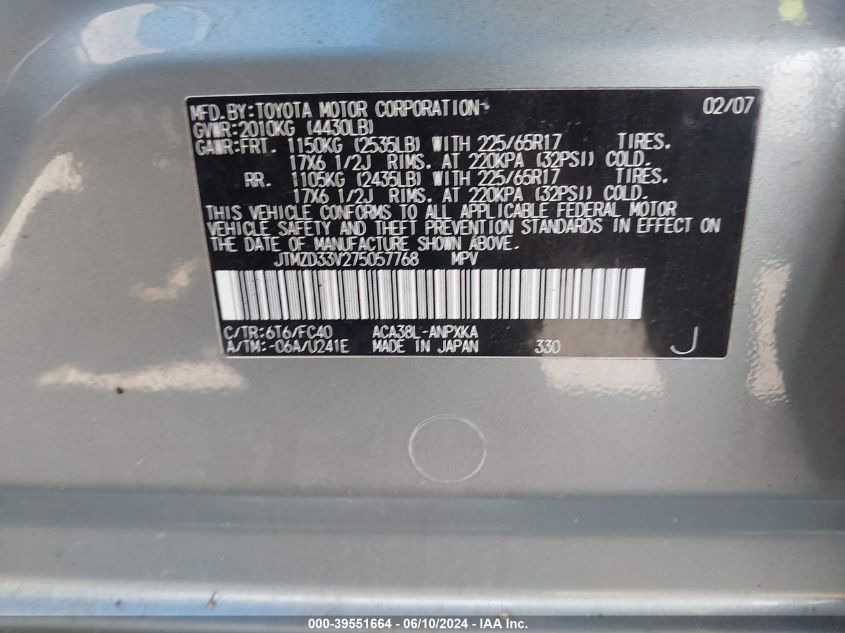 MFD.BY:TOYOTA MOTOR CORPORATION 02/07
GVWR:2010KG (4430LB)
GAWR:FRT. 1150KG (2535LB) WITH 225/65R17 TIRES.
17X6 1/2J RIMS. AT 220KPA (32PSI) COLD.
RR. 1105KG (2435LB) WITH 225/65R17 TIRES.
17X6 1/2J RIMS. AT 220KPA (32PSI) COLD.
THIS VEHICLE CONFORMS TO ALL APPLICABLE FEDERAL MOTOR
VEHICLE SAFETY AND THEFT PREVENTION STANDARDS IN EFFECT ON
THE DATE OF MANUFACTURE SHOWN ABOVE.
JTMZD33V275057768 MPV
C/TR:6T6/FC40 ACA38L-ANPXKA
A/TM:-06A/U241E MADE IN JAPAN 330 J
000-39551664 - 06/10/2024 - IAA Inc.